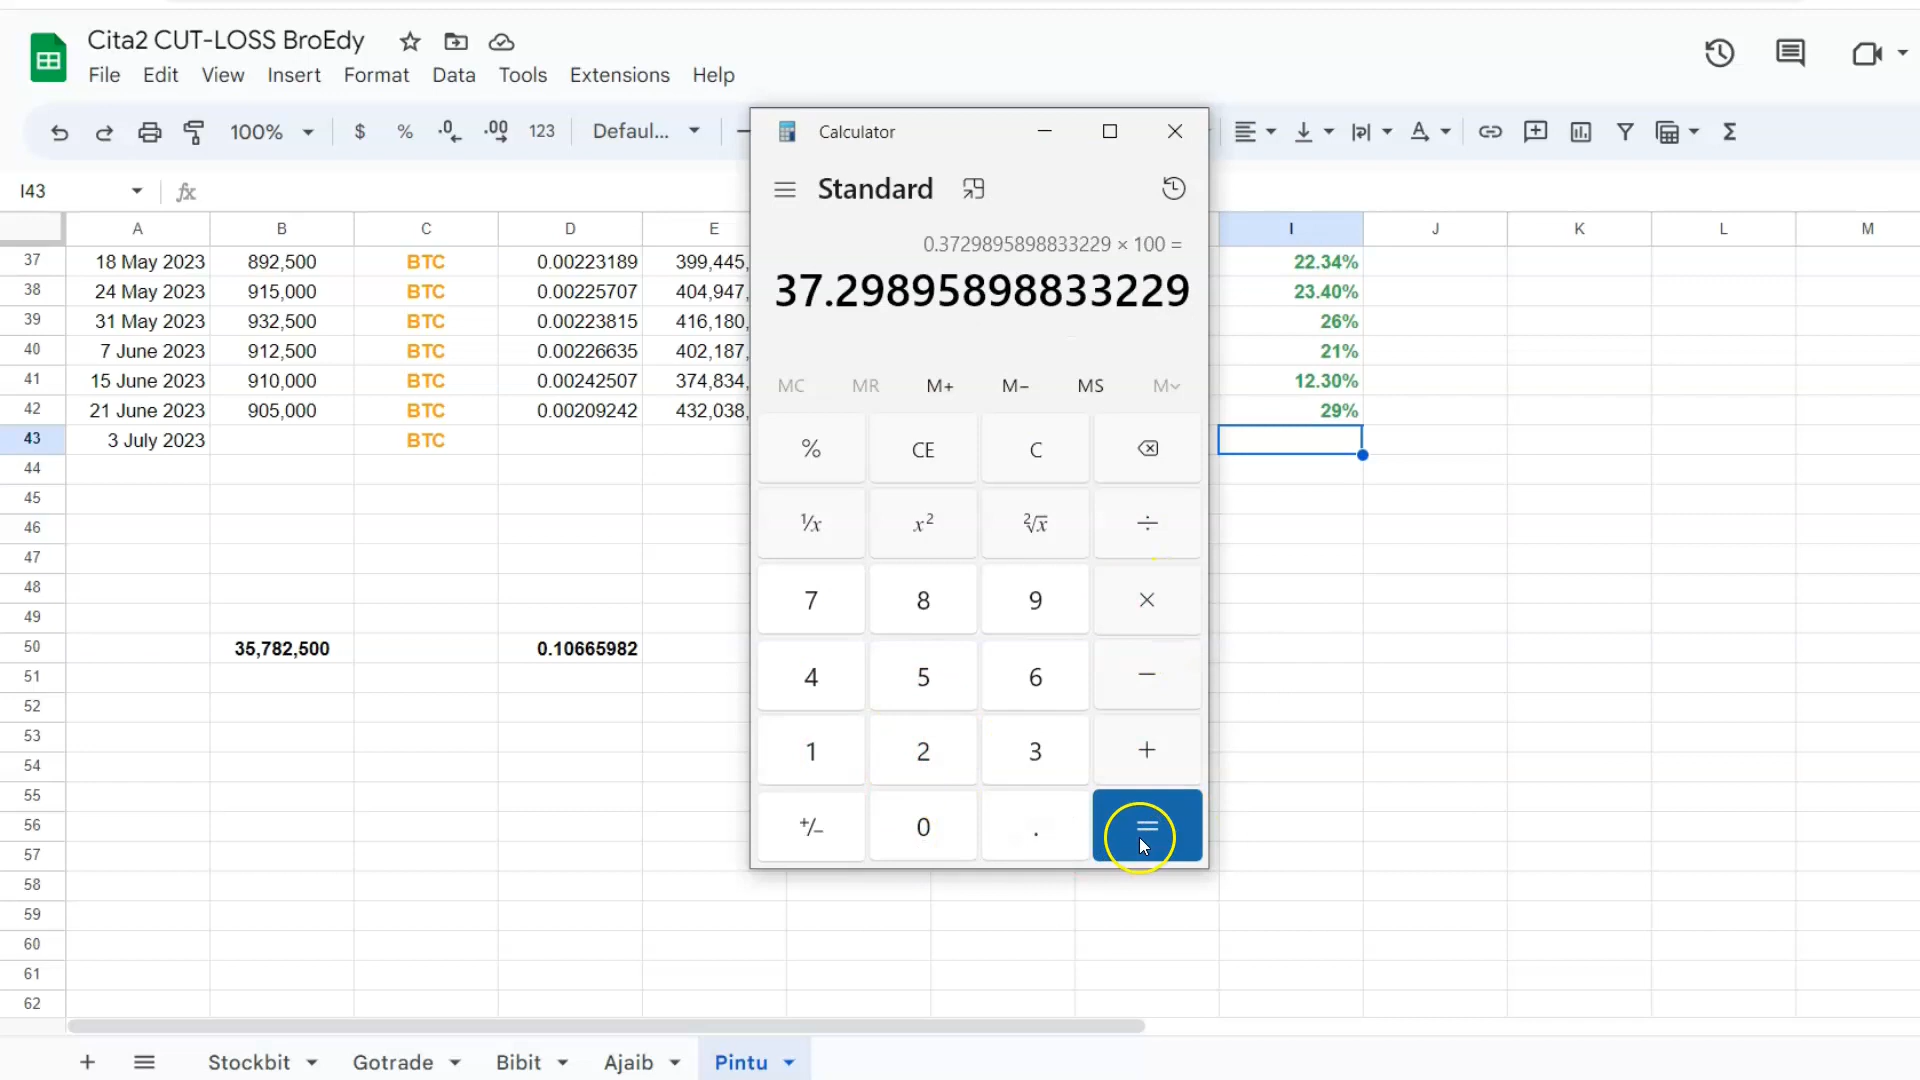 Cita2 CUT-LOSS BroEdy
File Edit View Insert Format Data Tools Extensions Help
100% $ % .0 .00 123 Defaul...
I43 fx
A B C D E I J K L M
37 18 May 2023 892,500 BTC 0.00223189 399,445, 22.34%
38 24 May 2023 915,000 BTC 0.00225707 404,947, 23.40%
39 31 May 2023 932,500 BTC 0.00223815 416,180, 26%
40 7 June 2023 912,500 BTC 0.00226635 402,187, 21%
41 15 June 2023 910,000 BTC 0.00242507 374,834, 12.30%
42 21 June 2023 905,000 BTC 0.00209242 432,038, 29%
43 3 July 2023 BTC
44
45
46
47
48
49
50 35,782,500 0.10665982
51
52
53
54
55
56
57
58
59
60
61
62
Calculator
Standard
0.3729895898833229 × 100 =
37.29895898833229
MC MR M+ M− MS M
% CE C
¹/x x² ²√x ÷
7 8 9 ×
4 5 6 −
1 2 3 +
+/− 0 . =
+ Stockbit Gotrade Bibit Ajaib Pintu